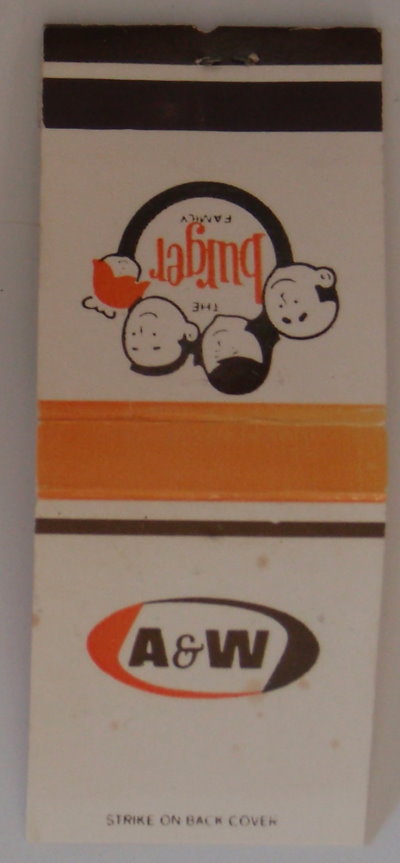 THE
burger
FAMILY
A&W
STRIKE ON BACK COVER